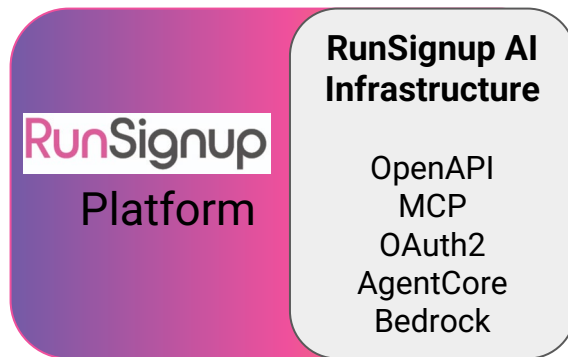 RunSignup
Platform
RunSignup AI
Infrastructure
OpenAPI
MCP
OAuth2
AgentCore
Bedrock